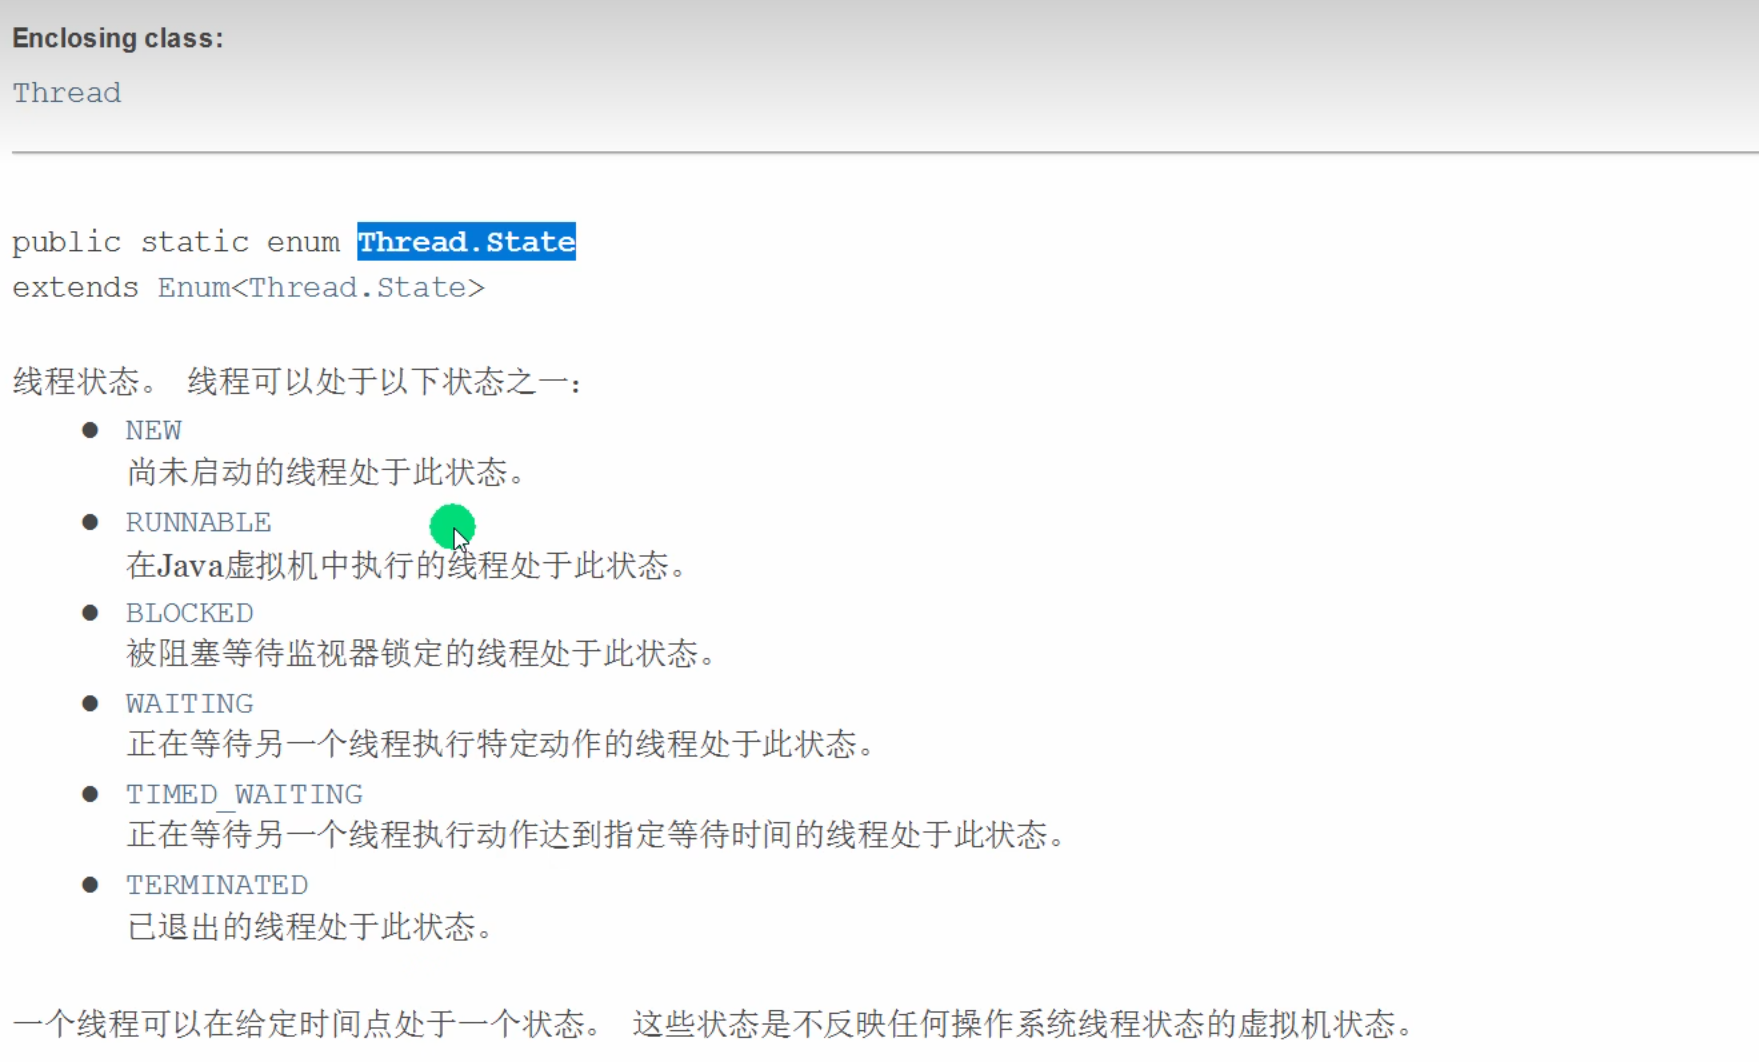 Enclosing class:
Thread
public static enum Thread.State
extends Enum<Thread.State>
线程状态。 线程可以处于以下状态之一：
● NEW
尚未启动的线程处于此状态。
● RUNNABLE
在Java虚拟机中执行的线程处于此状态。
● BLOCKED
被阻塞等待监视器锁定的线程处于此状态。
● WAITING
正在等待另一个线程执行特定动作的线程处于此状态。
● TIMED_WAITING
正在等待另一个线程执行动作达到指定等待时间的线程处于此状态。
● TERMINATED
已退出的线程处于此状态。
一个线程可以在给定时间点处于一个状态。 这些状态是不反映任何操作系统线程状态的虚拟机状态。